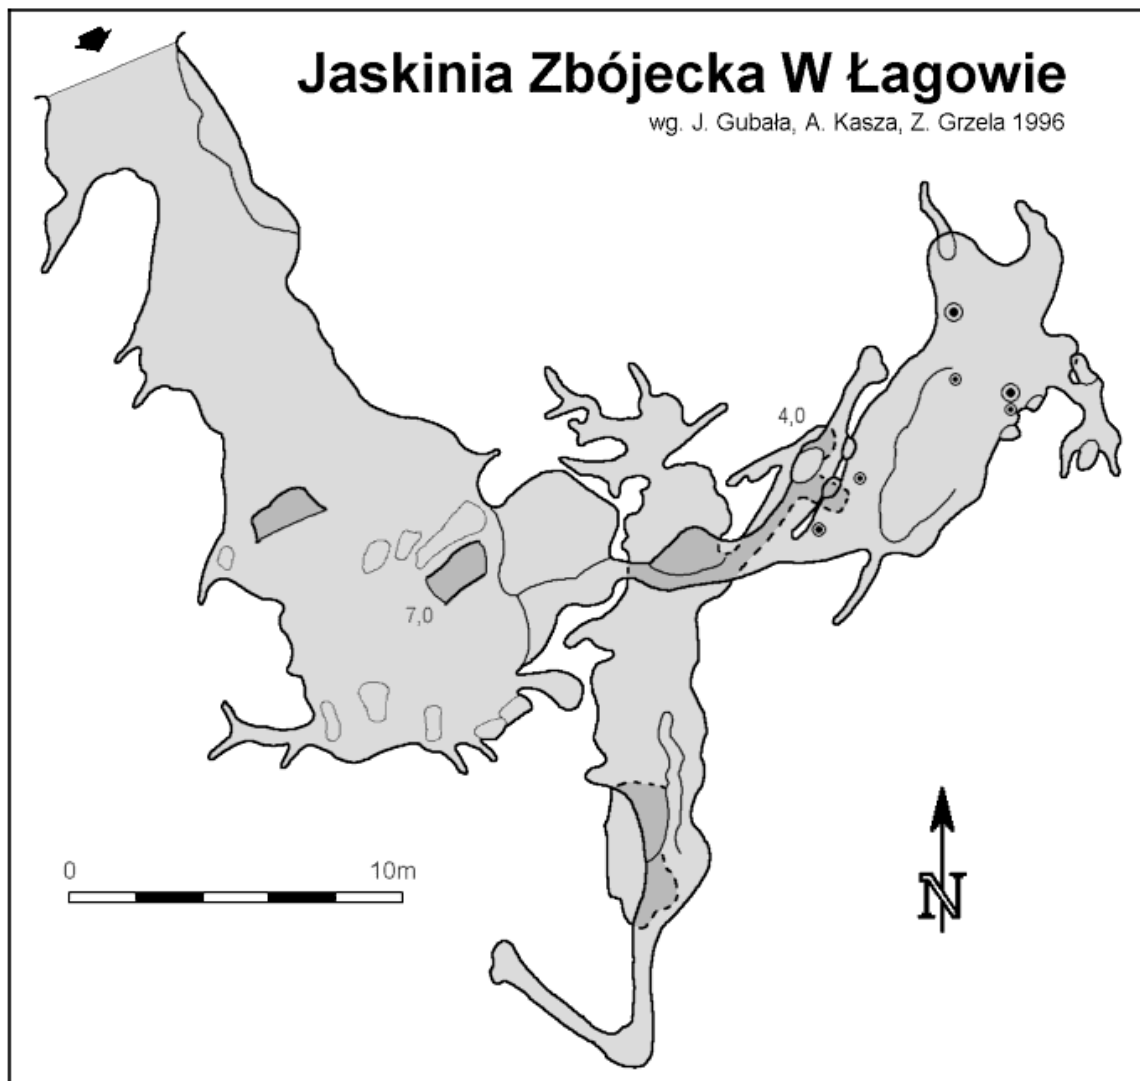 Jaskinia Zbójecka W Łagowie
wg. J. Gubała, A. Kasza, Z. Grzela 1996
4,0
7,0
0 10m
N